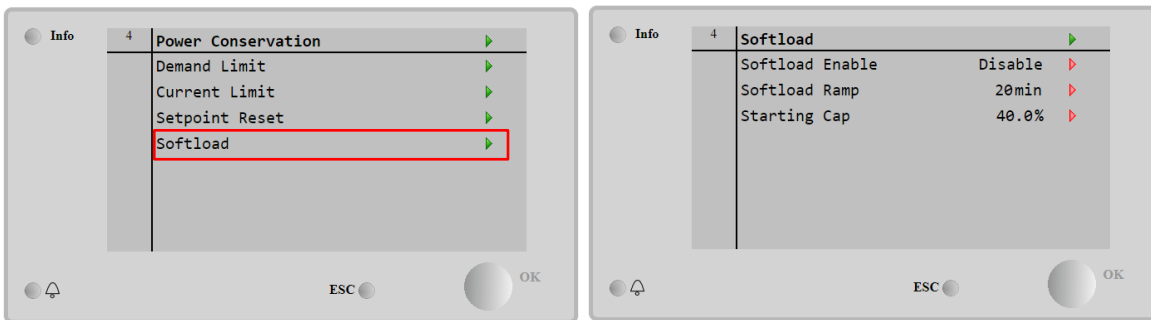 Info
4 Power Conservation
Demand Limit
Current Limit
Setpoint Reset
Softload
ESC
OK
Info
4 Softload
Softload Enable Disable
Softload Ramp 20min
Starting Cap 40.0%
ESC
OK